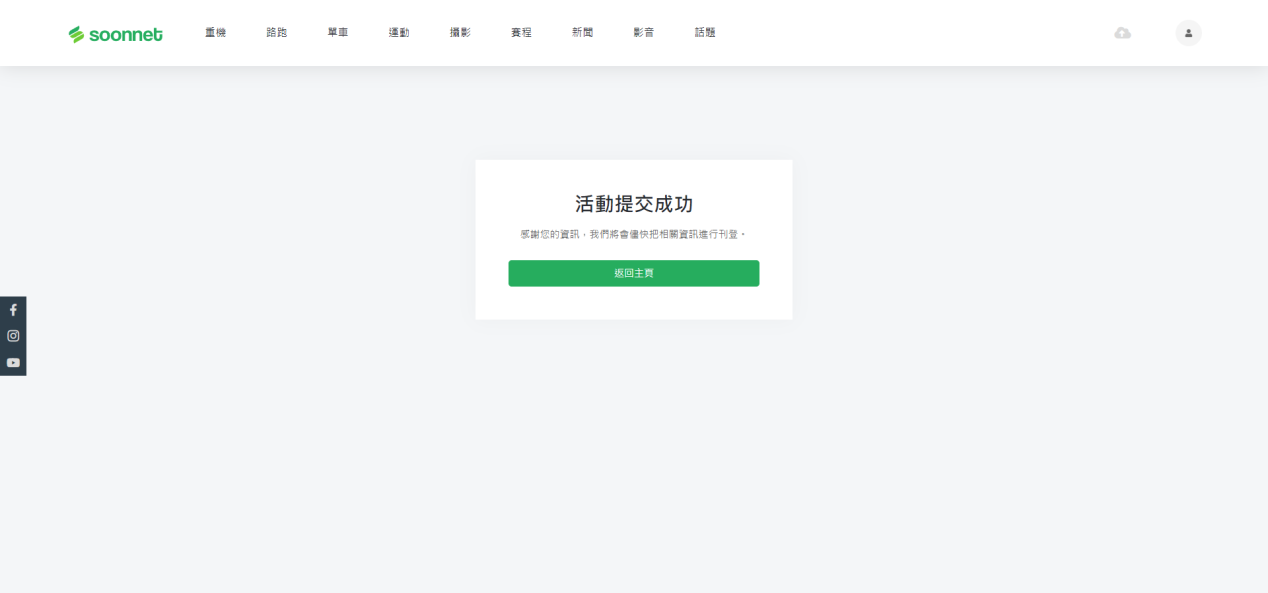 soonnet
重機 路跑 單車 運動 攝影 賽程 新聞 影音 話題
活動提交成功
感謝您的資訊，我們將會儘快把相關資訊進行刊登。
返回主頁